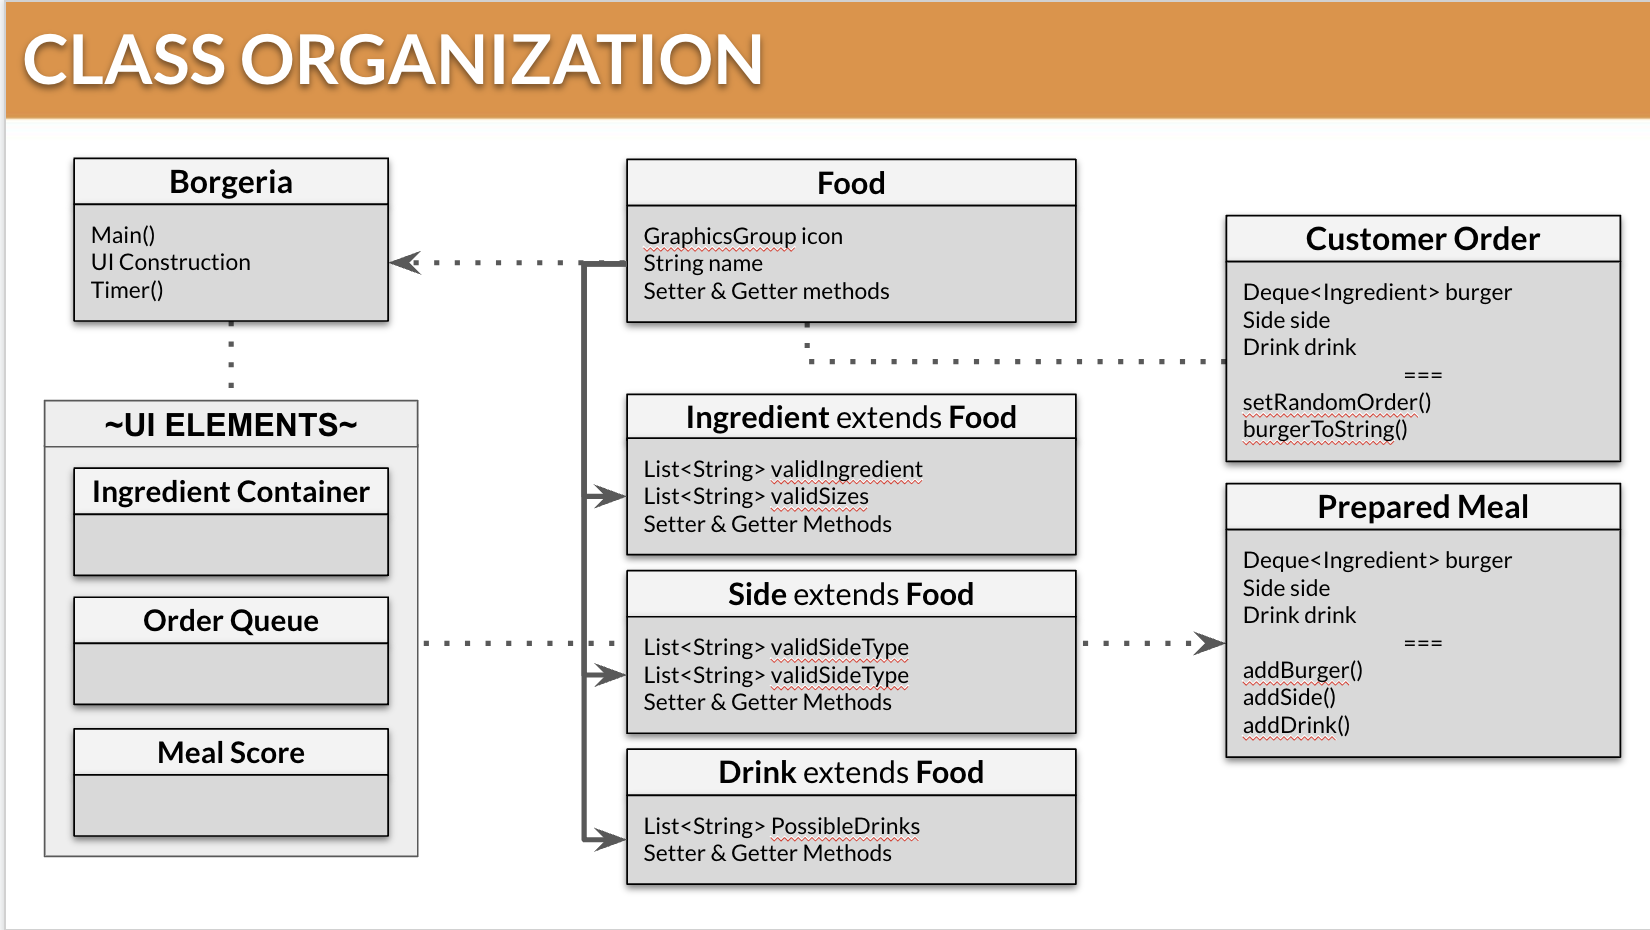 CLASS ORGANIZATION
Borgeria
Main()
UI Construction
Timer()
~UI ELEMENTS~
Ingredient Container
Order Queue
Meal Score
Food
GraphicsGroup icon
String name
Setter & Getter methods
Ingredient extends Food
List<String> validIngredient
List<String> validSizes
Setter & Getter Methods
Side extends Food
List<String> validSideType
List<String> validSideType
Setter & Getter Methods
Drink extends Food
List<String> PossibleDrinks
Setter & Getter Methods
Customer Order
Deque<Ingredient> burger
Side side
Drink drink
===
setRandomOrder()
burgerToString()
Prepared Meal
Deque<Ingredient> burger
Side side
Drink drink
===
addBurger()
addSide()
addDrink()